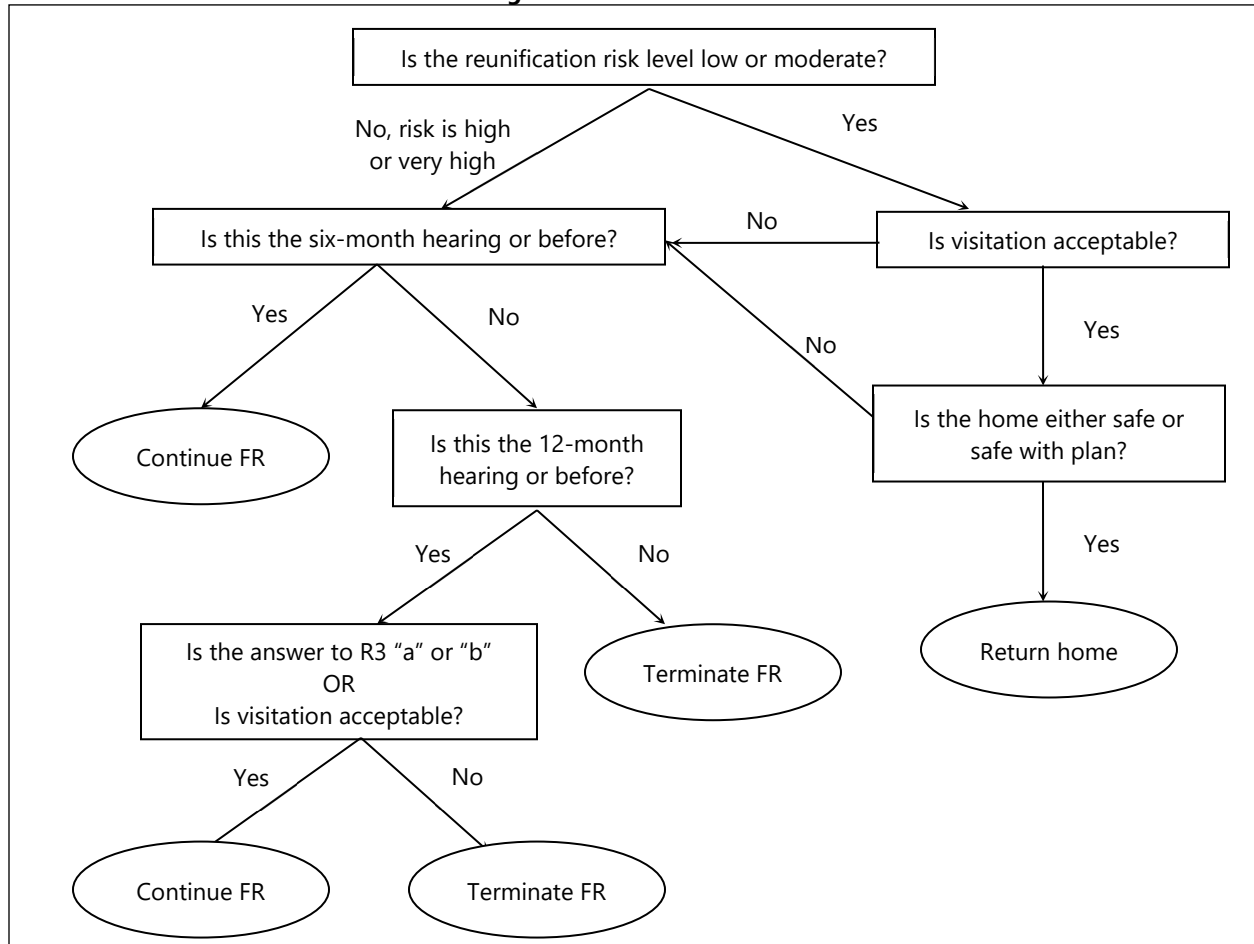 Is the reunification risk level low or moderate?
No, risk is high
or very high
Yes
Is this the six-month hearing or before?
No
Is visitation acceptable?
Yes
No
No
Yes
Continue FR
Is this the 12-month
hearing or before?
Is the home either safe or
safe with plan?
Yes
No
Yes
Is the answer to R3 “a” or “b”
OR
Is visitation acceptable?
Terminate FR
Return home
Yes
No
Continue FR
Terminate FR